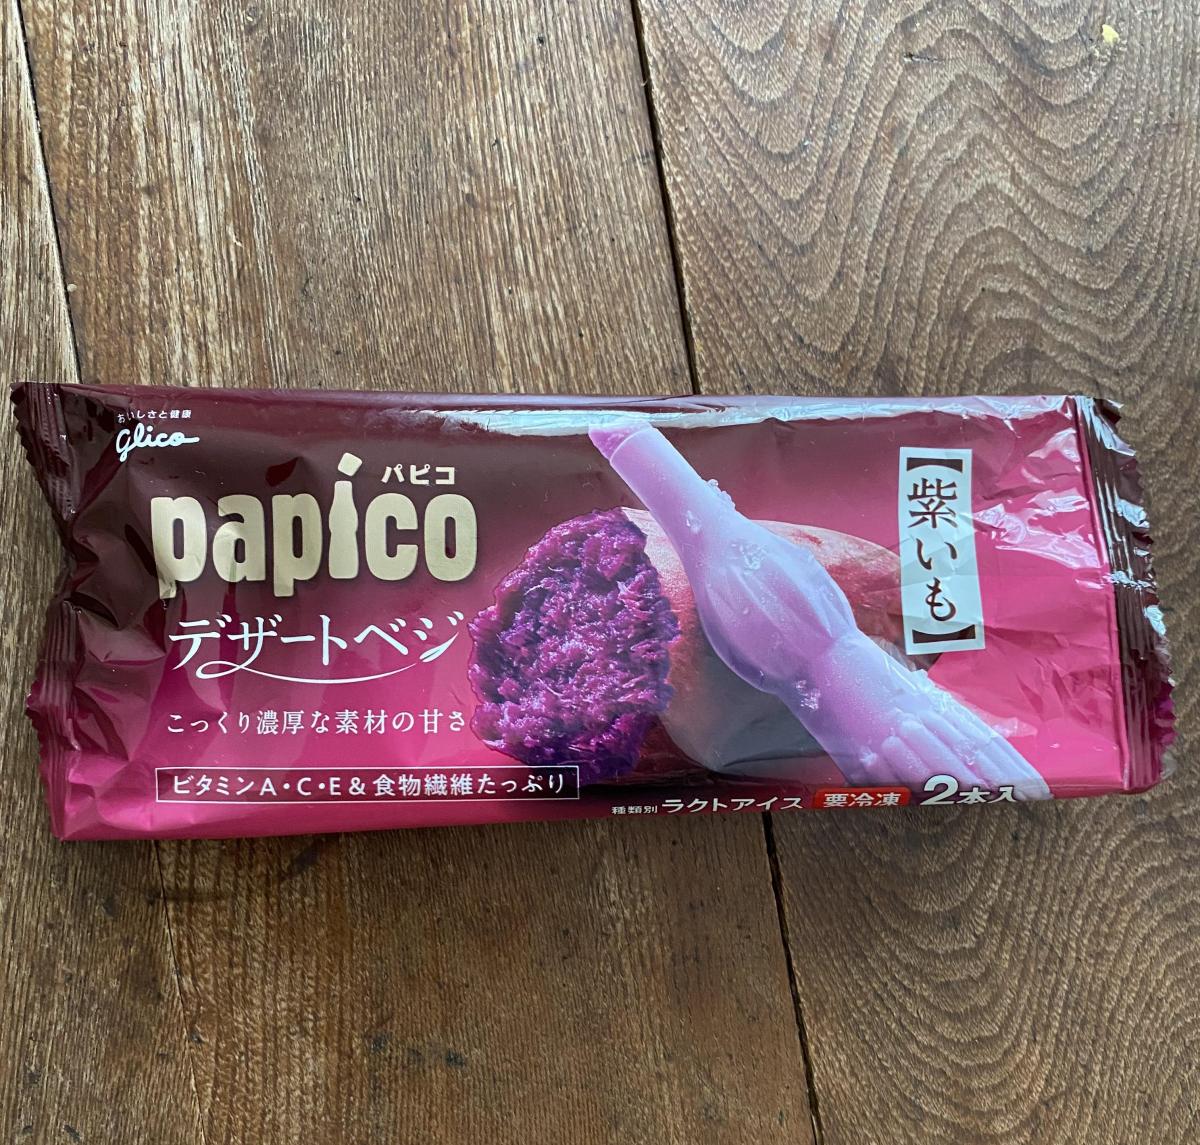 おいしさと健康
glico
パピコ
papico
デザートベジ
こっくり濃厚な素材の甘さ
ビタミンA・C・E&食物繊維たっぷり
【紫いも】
種類別 ラクトアイス 要冷凍 2本入